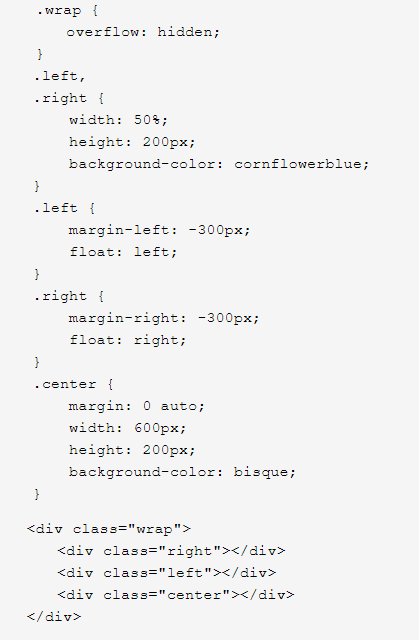 .wrap {
    overflow: hidden;
}
.left,
.right {
    width: 50%;
    height: 200px;
    background-color: cornflowerblue;
}
.left {
    margin-left: -300px;
    float: left;
}
.right {
    margin-right: -300px;
    float: right;
}
.center {
    margin: 0 auto;
    width: 600px;
    height: 200px;
    background-color: bisque;
}
<div class="wrap">
    <div class="right"></div>
    <div class="left"></div>
    <div class="center"></div>
</div>